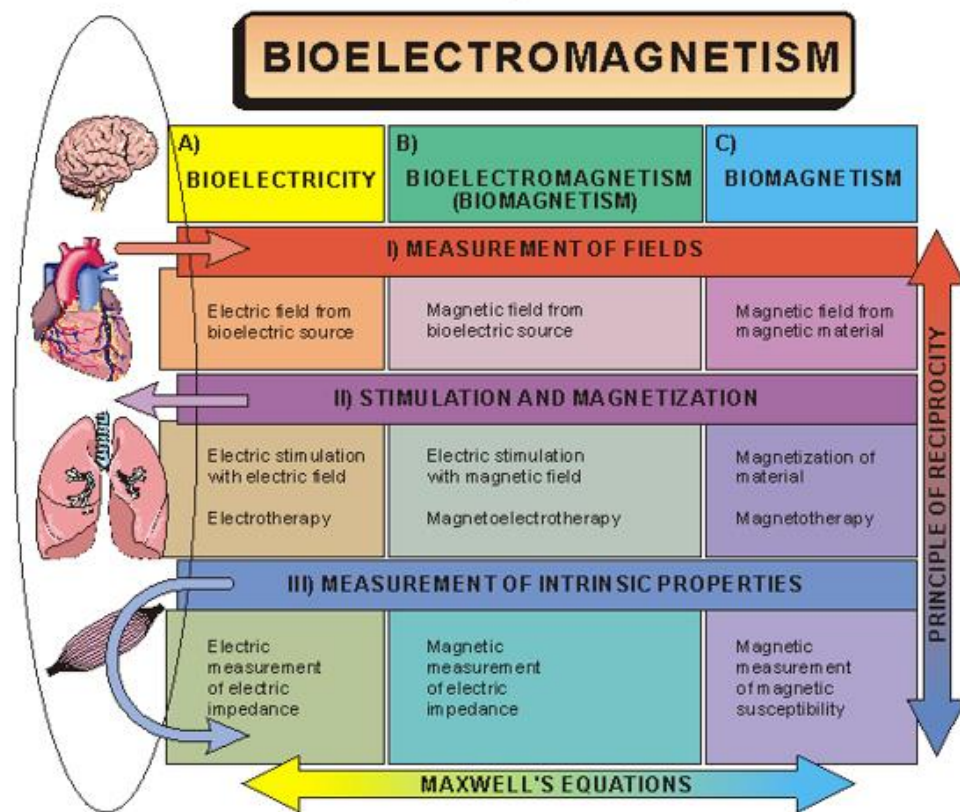 BIOELECTROMAGNETISM
A)
BIOELECTRICITY
B)
BIOELECTROMAGNETISM
(BIOMAGNETISM)
C)
BIOMAGNETISM
I) MEASUREMENT OF FIELDS
Electric field from
bioelectric source
Magnetic field from
bioelectric source
Magnetic field from
magnetic material
II) STIMULATION AND MAGNETIZATION
Electric stimulation
with electric field
Electrotherapy
Electric stimulation
with magnetic field
Magnetoelectrotherapy
Magnetization of
material
Magnetotherapy
III) MEASUREMENT OF INTRINSIC PROPERTIES
Electric
measurement
of electric
impedance
Magnetic
measurement
of electric
impedance
Magnetic
measurement
of magnetic
susceptibility
PRINCIPLE OF RECIPROCITY
MAXWELL'S EQUATIONS